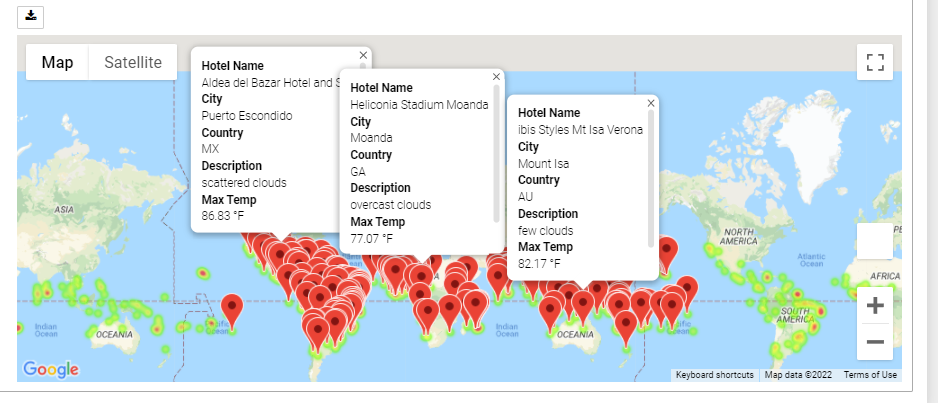 Map
Satellite
Hotel Name
Aldea del Bazar Hotel and S
City
Puerto Escondido
Country
MX
Description
scattered clouds
Max Temp
86.83 °F
Hotel Name
Heliconia Stadium Moanda
City
Moanda
Country
GA
Description
overcast clouds
Max Temp
77.07 °F
Hotel Name
ibis Styles Mt Isa Verona
City
Mount Isa
Country
AU
Description
few clouds
Max Temp
82.17 °F
ASIA
NORTH
AMERICA
Atlantic
Ocean
AFRICA
SOUTH
AMERICA
Indian
Ocean
OCEANIA
Indian
Ocean
OCEANIA
Google
Keyboard shortcuts
Map data ©2022
Terms of Use